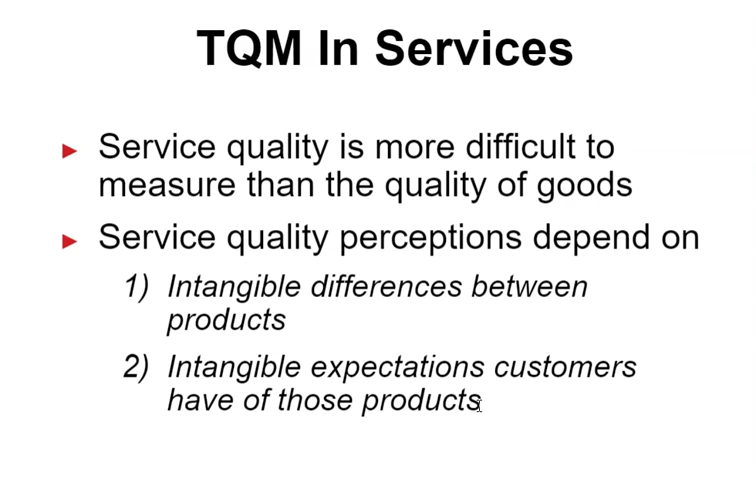 TQM In Services
► Service quality is more difficult to
measure than the quality of goods
► Service quality perceptions depend on
1) Intangible differences between
products
2) Intangible expectations customers
have of those products